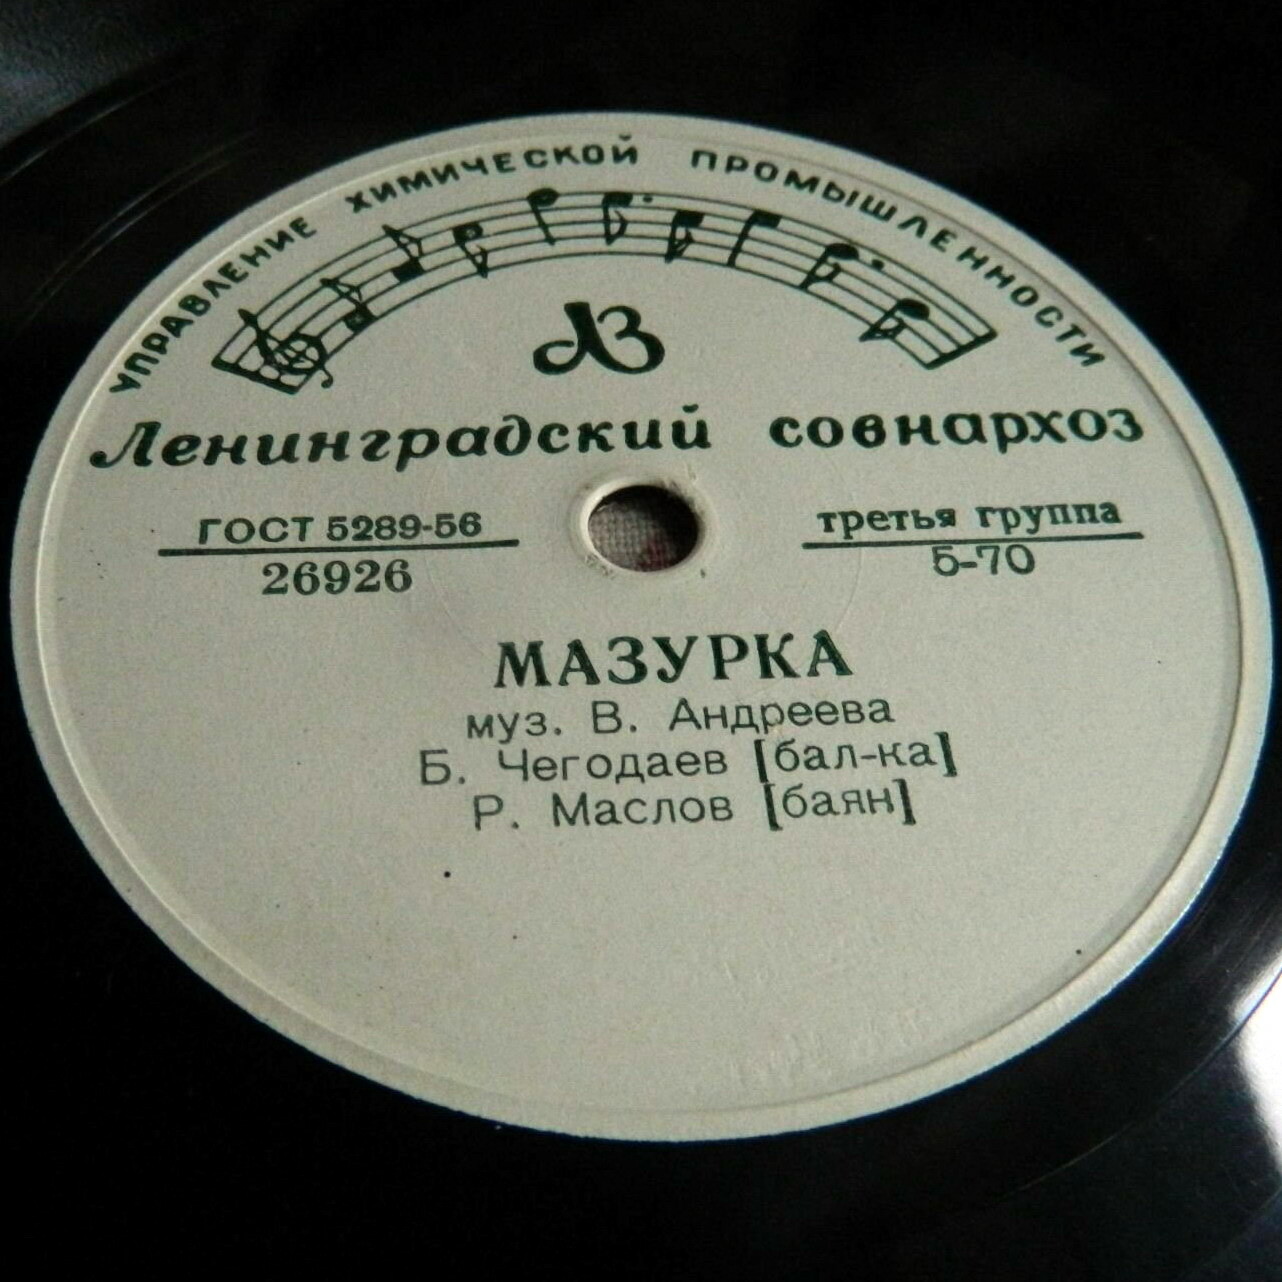 УПРАВЛЕНИЕ ХИМИЧЕСКОЙ ПРОМЫШЛЕННОСТИ
ЛЗ
Ленинградский совнархоз
ГОСТ 5289-56
26926
третья группа
5-70
МАЗУРКА
муз. В. Андреева
Б. Чегодаев [бал-ка]
Р. Маслов [баян]